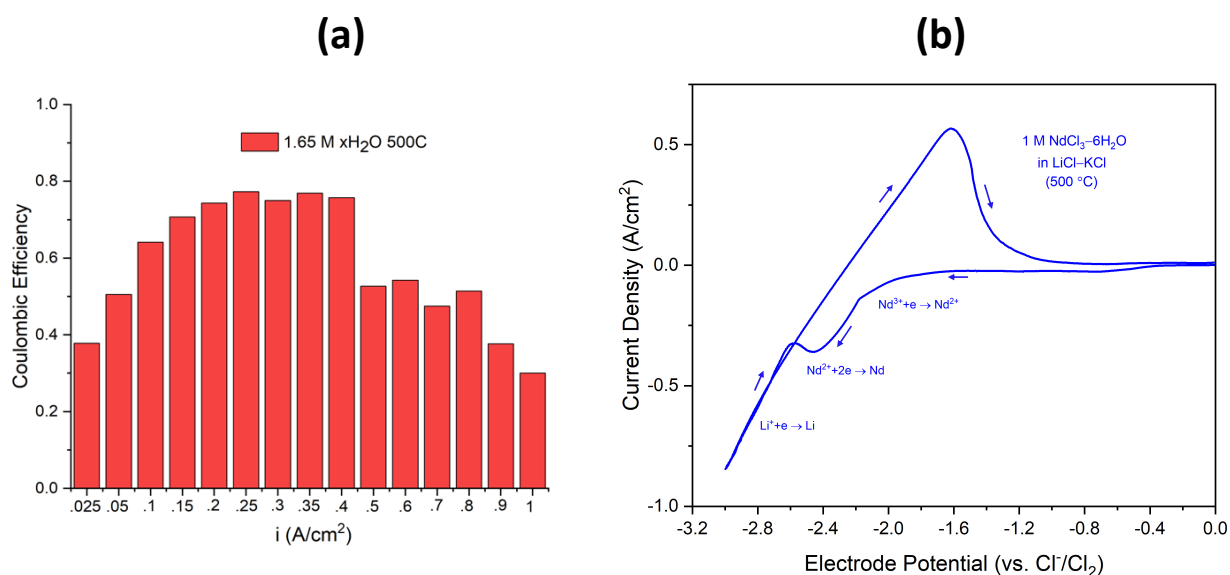 (a)
(b)
1.0
0.8
0.6
0.4
0.2
0.0
Coulombic Efficiency
1.65 M xH₂O 500C
.025 .05 .1 .15 .2 .25 .3 .35 .4 .5 .6 .7 .8 .9 1
i (A/cm²)
0.5
0.0
-0.5
-1.0
Current Density (A/cm²)
1 M NdCl₃–6H₂O
in LiCl–KCl
(500 °C)
Nd³⁺+e → Nd²⁺
Nd²⁺+2e → Nd
Li⁺+e → Li
-3.2 -2.8 -2.4 -2.0 -1.6 -1.2 -0.8 -0.4 0.0
Electrode Potential (vs. Cl⁻/Cl₂)